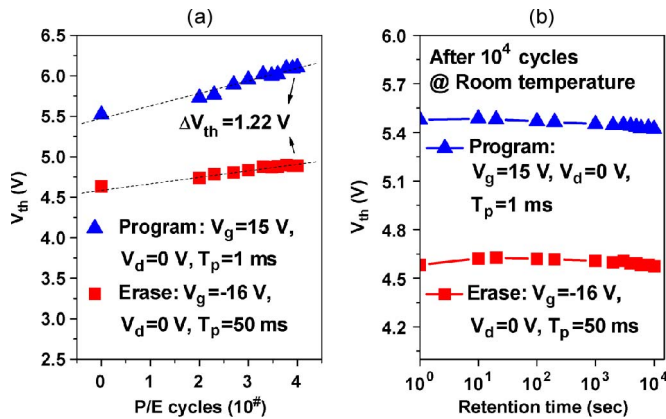 (a)
V_th (V)
6.5
6.0
5.5
5.0
4.5
4.0
3.5
3.0
2.5
ΔV_th =1.22 V
Program: V_g=15 V,
V_d=0 V, T_p=1 ms
Erase: V_g=-16 V,
V_d=0 V, T_p=50 ms
0 1 2 3 4
P/E cycles (10^#)
(b)
V_th (V)
6.0
5.6
5.2
4.8
4.4
4.0
After 10^4 cycles
@ Room temperature
Program:
V_g=15 V, V_d=0 V,
T_p=1 ms
Erase: V_g=-16 V,
V_d=0 V, T_p=50 ms
10^0 10^1 10^2 10^3 10^4
Retention time (sec)